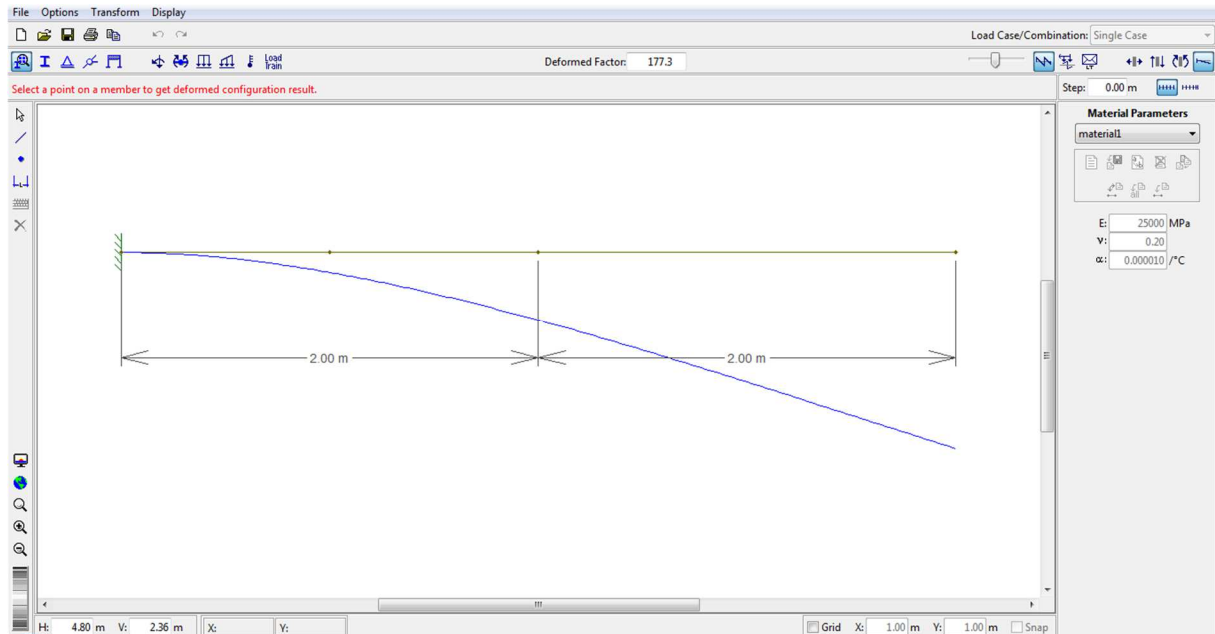 File Options Transform Display
Load Case/Combination: Single Case
Load Train Deformed Factor: 177.3
Select a point on a member to get deformed configuration result. Step: 0.00 m
Material Parameters
material1
E: 25000 MPa
ν: 0.20
α: 0.000010 /°C
2.00 m 2.00 m
H: 4.80 m V: 2.36 m X: Y: Grid X: 1.00 m Y: 1.00 m Snap